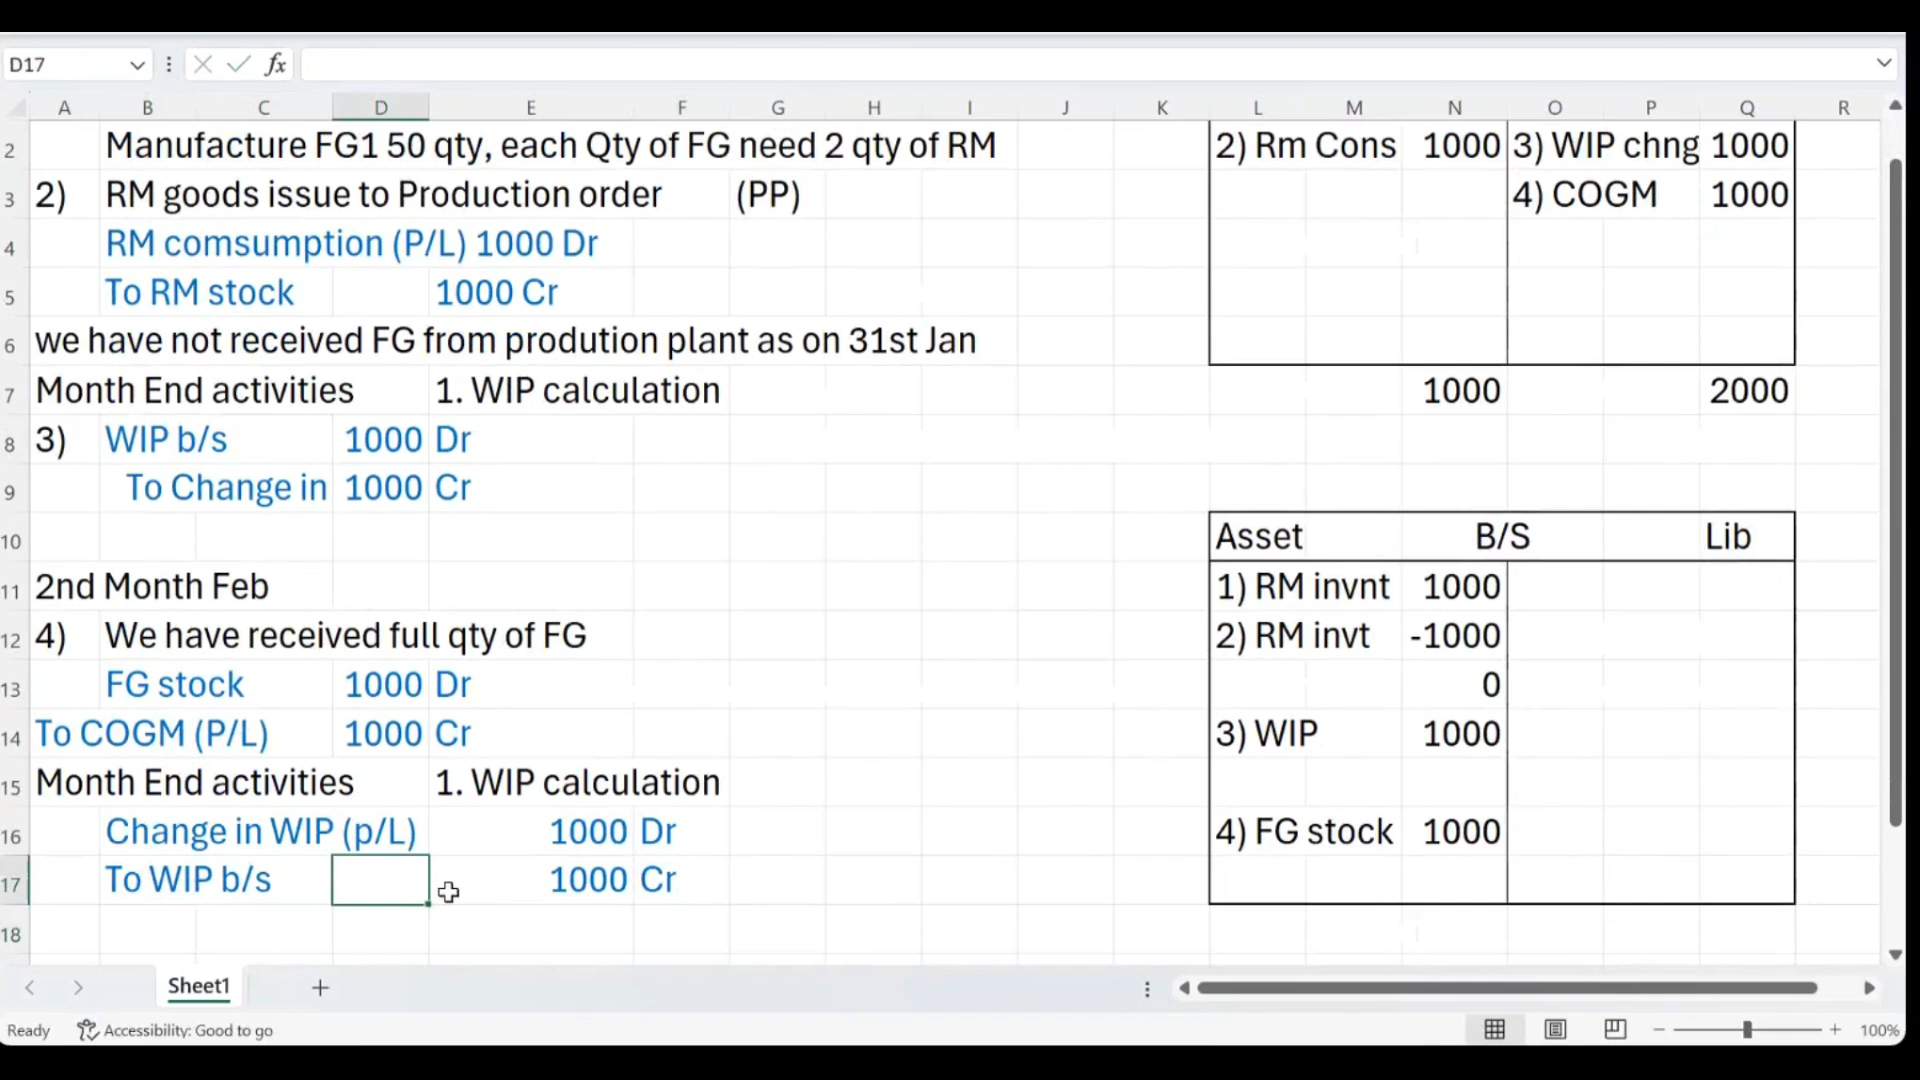 D17 fx
A B C D E F G H I J K L M N O P Q R
2 Manufacture FG1 50 qty, each Qty of FG need 2 qty of RM 2) Rm Cons 1000 3) WIP chng 1000
3 2) RM goods issue to Production order (PP) 4) COGM 1000
4 RM comsumption (P/L) 1000 Dr
5 To RM stock 1000 Cr
6 we have not received FG from prodution plant as on 31st Jan
7 Month End activities 1. WIP calculation 1000 2000
8 3) WIP b/s 1000 Dr
9 To Change in 1000 Cr
10 Asset B/S Lib
11 2nd Month Feb 1) RM invnt 1000
12 4) We have received full qty of FG 2) RM invt -1000
13 FG stock 1000 Dr 0
14 To COGM (P/L) 1000 Cr 3) WIP 1000
15 Month End activities 1. WIP calculation
16 Change in WIP (p/L) 1000 Dr 4) FG stock 1000
17 To WIP b/s 1000 Cr
18
Sheet1
Ready Accessibility: Good to go 100%